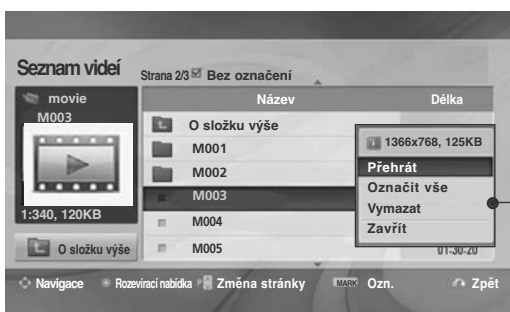 Seznam videí
Strana 2/3 Bez označení
movie
M003
1:340, 120KB
O složku výše
Název Délka
O složku výše
M001
M002
M003
M004
M005 01:30:20
1366x768, 125KB
Přehrát
Označit vše
Vymazat
Zavřít
Navigace Rozevírací nabídka P Změna stránky MARK Ozn. Zpět